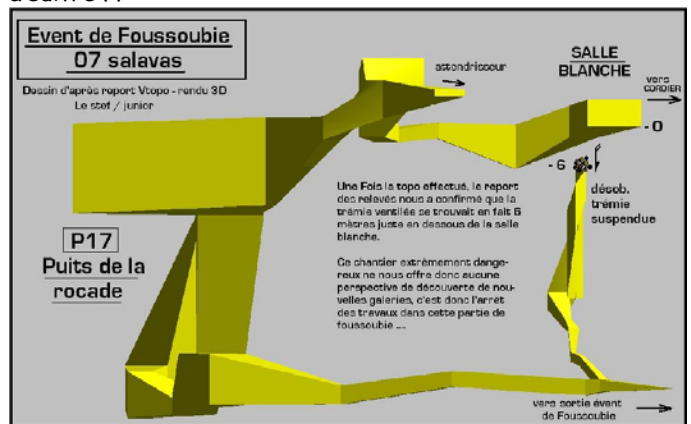 Event de Foussoubie
07 salavas
Dessin d'après report Vtopo - rendu 3D
Le stef / junior
attendrisseur
SALLE
BLANCHE
vers
CORDIER
- 0
- 6
désob.
trémie
suspendue
Une Fois la topo effectué, le report
des relevés nous a confirmé que la
trémie ventilée se trouvait en fait 6
mètres juste en dessous de la salle
blanche.
Ce chantier extrèmement dange-
reux ne nous offre donc aucune
perspective de découverte de nou-
velles galeries, c'est donc l'arrêt
des travaux dans cette partie de
foussoubie ....
P17
Puits de la
rocade
vers sortie évent
de Foussoubie